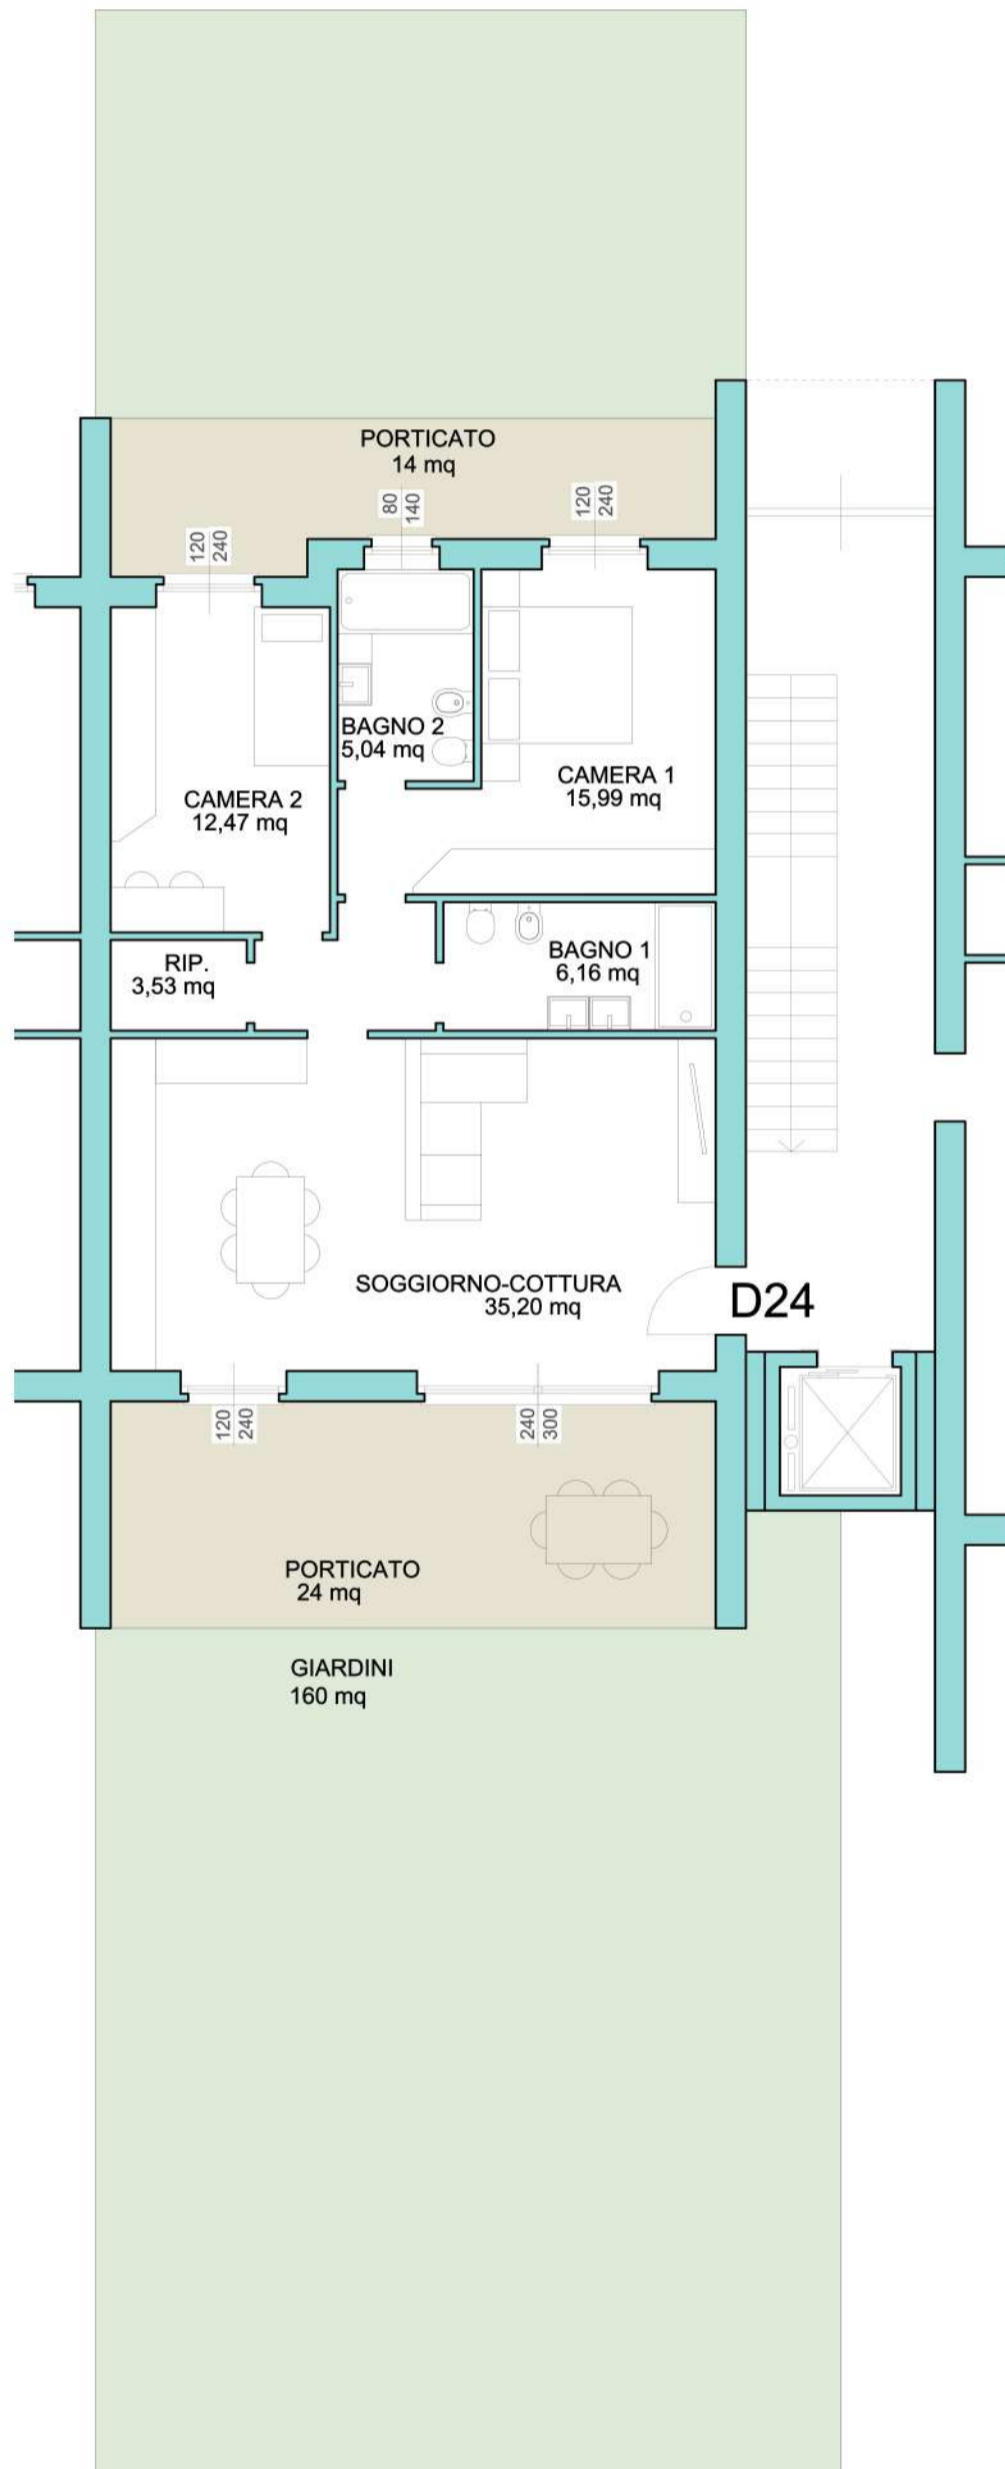 PORTICATO
14 mq
80
140
120
240
120
240
BAGNO 2
5,04 mq
CAMERA 1
15,99 mq
CAMERA 2
12,47 mq
BAGNO 1
6,16 mq
RIP.
3,53 mq
SOGGIORNO-COTTURA
35,20 mq
D24
120
240
240
300
PORTICATO
24 mq
GIARDINI
160 mq